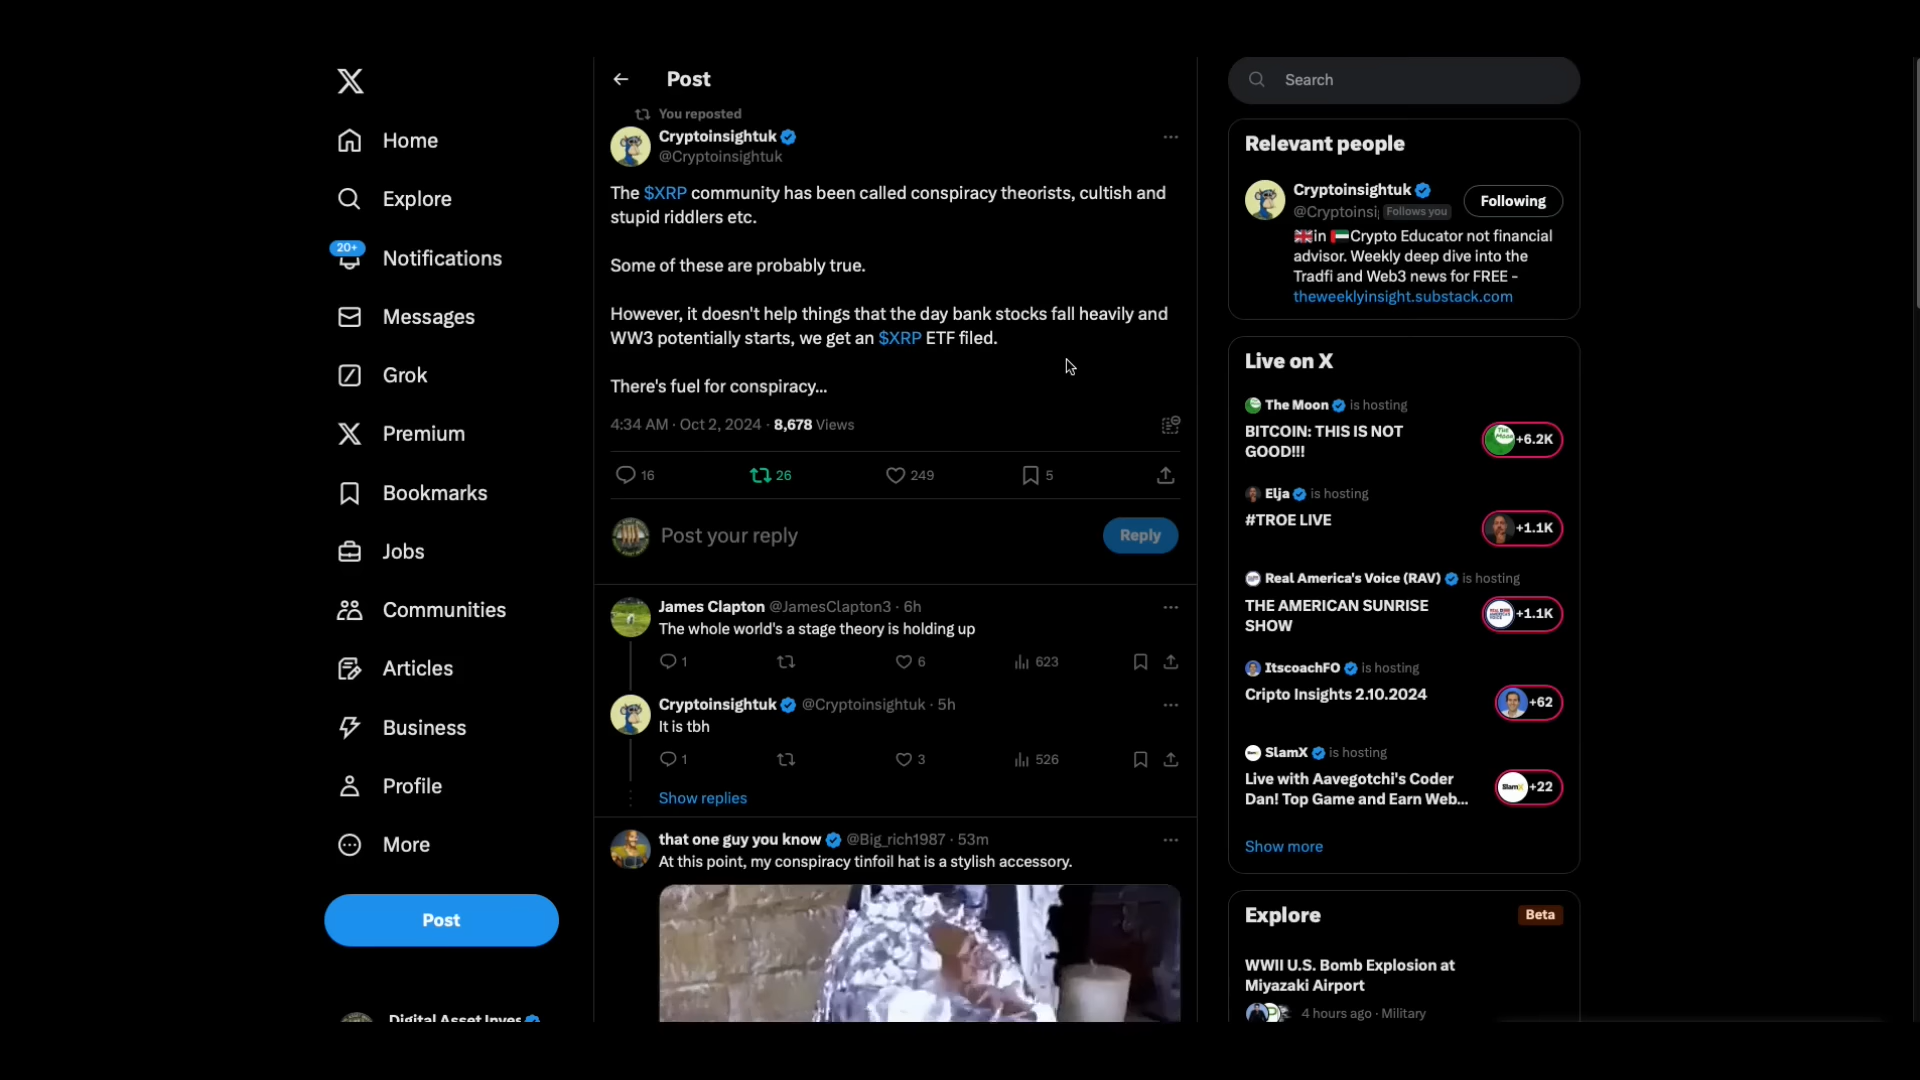 Home
Explore
20+
Notifications
Messages
Grok
Premium
Bookmarks
Jobs
Communities
Articles
Business
Profile
More
Post
Digital Asset Inves
Post
You reposted
Cryptoinsightuk
@Cryptoinsightuk
The $XRP community has been called conspiracy theorists, cultish and
stupid riddlers etc.
Some of these are probably true.
However, it doesn't help things that the day bank stocks fall heavily and
WW3 potentially starts, we get an $XRP ETF filed.
There's fuel for conspiracy...
4:34 AM · Oct 2, 2024 · 8,678 Views
16 26 249 5
Post your reply
Reply
James Clapton @JamesClapton3 · 6h
The whole world's a stage theory is holding up
1 6 623
Cryptoinsightuk @Cryptoinsightuk · 5h
It is tbh
1 3 526
Show replies
that one guy you know @Big_rich1987 · 53m
At this point, my conspiracy tinfoil hat is a stylish accessory.
Search
Relevant people
Cryptoinsightuk
@Cryptoinsi Follows you
Following
in Crypto Educator not financial
advisor. Weekly deep dive into the
Tradfi and Web3 news for FREE -
theweeklyinsight.substack.com
Live on X
The Moon is hosting
BITCOIN: THIS IS NOT
GOOD!!!
+6.2K
Elja is hosting
#TROE LIVE
+1.1K
Real America's Voice (RAV) is hosting
THE AMERICAN SUNRISE
SHOW
+1.1K
ItscoachFO is hosting
Cripto Insights 2.10.2024
+62
SlamX is hosting
Live with Aavegotchi's Coder
Dan! Top Game and Earn Web...
+22
Show more
Explore
Beta
WWII U.S. Bomb Explosion at
Miyazaki Airport
4 hours ago · Military